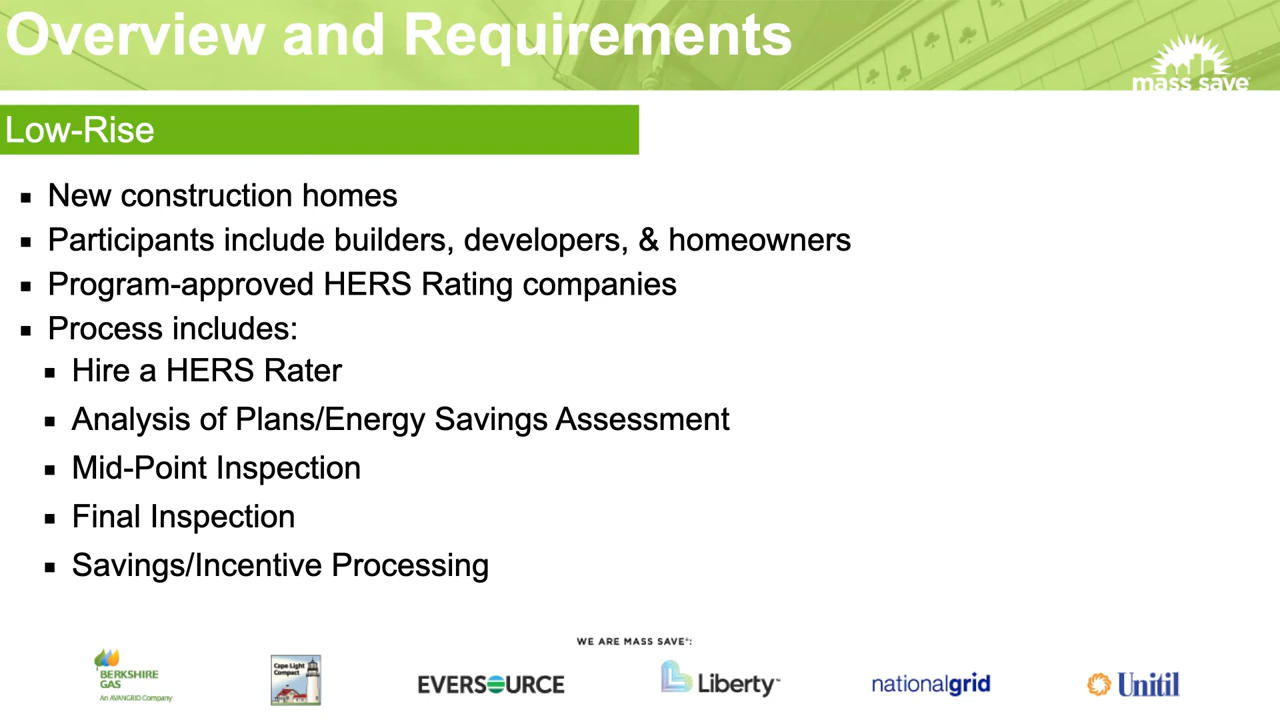 Overview and Requirements
mass save
Low-Rise
New construction homes
Participants include builders, developers, & homeowners
Program-approved HERS Rating companies
Process includes:
Hire a HERS Rater
Analysis of Plans/Energy Savings Assessment
Mid-Point Inspection
Final Inspection
Savings/Incentive Processing
WE ARE MASS SAVE®:
BERKSHIRE
GAS
An AVANGRID Company
Cape Light
Compact
EVERSOURCE
Liberty™
nationalgrid
Unitil